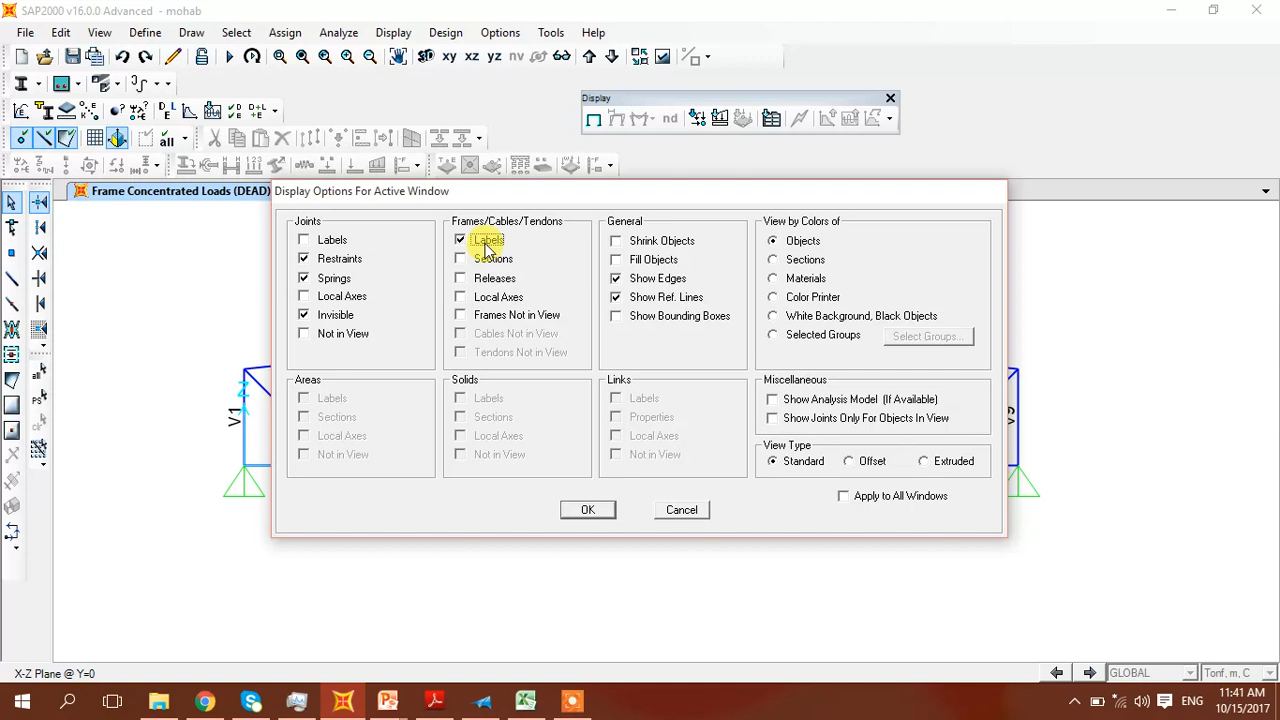 SAP2000 v16.0.0 Advanced - mohab
File Edit View Define Draw Select Assign Analyze Display Design Options Tools Help
3D xy xz yz nv
Display
nd
all
Frame Concentrated Loads (DEAD)
Display Options For Active Window
Joints
Labels
Restraints
Springs
Local Axes
Invisible
Not in View
Frames/Cables/Tendons
Labels
Sections
Releases
Local Axes
Frames Not in View
Cables Not in View
Tendons Not in View
General
Shrink Objects
Fill Objects
Show Edges
Show Ref. Lines
Show Bounding Boxes
View by Colors of
Objects
Sections
Materials
Color Printer
White Background, Black Objects
Selected Groups
Select Groups...
Areas
Labels
Sections
Local Axes
Not in View
Solids
Labels
Sections
Local Axes
Not in View
Links
Labels
Properties
Local Axes
Not in View
Miscellaneous
Show Analysis Model (If Available)
Show Joints Only For Objects In View
View Type
Standard
Offset
Extruded
Apply to All Windows
OK
Cancel
all
PS
clr
V1
Z
X-Z Plane @ Y=0
GLOBAL
Tonf, m, C
ENG
11:41 AM
10/15/2017